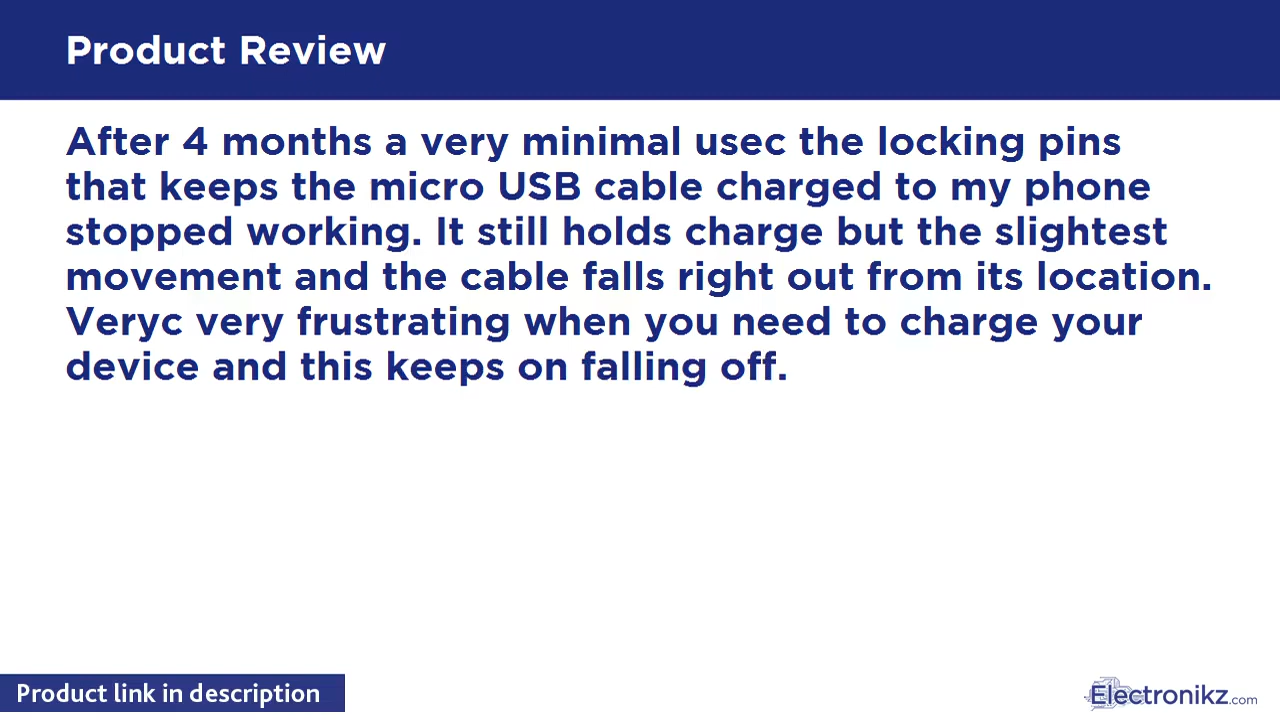 Product Review
After 4 months a very minimal usec the locking pins
that keeps the micro USB cable charged to my phone
stopped working. It still holds charge but the slightest
movement and the cable falls right out from its location.
Veryc very frustrating when you need to charge your
device and this keeps on falling off.
Product link in description
Electronikz.com